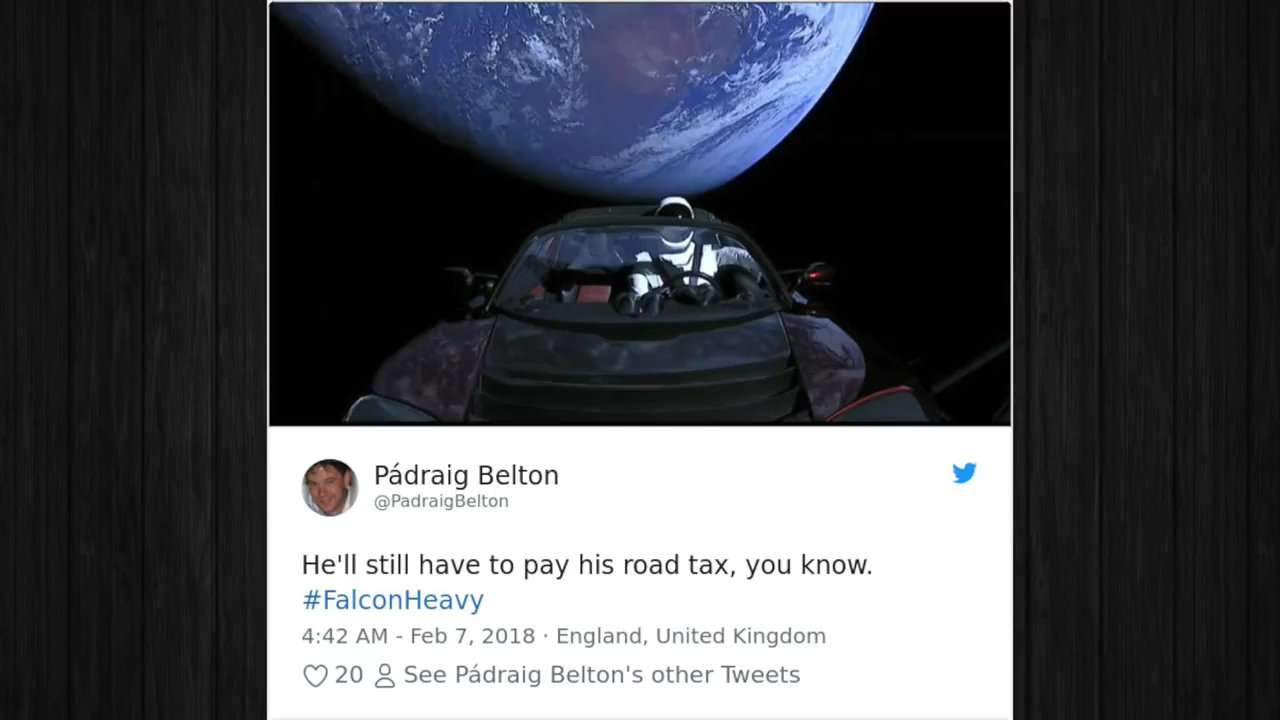 Pádraig Belton
@PadraigBelton
He'll still have to pay his road tax, you know.
#FalconHeavy
4:42 AM - Feb 7, 2018 · England, United Kingdom
20 See Pádraig Belton's other Tweets